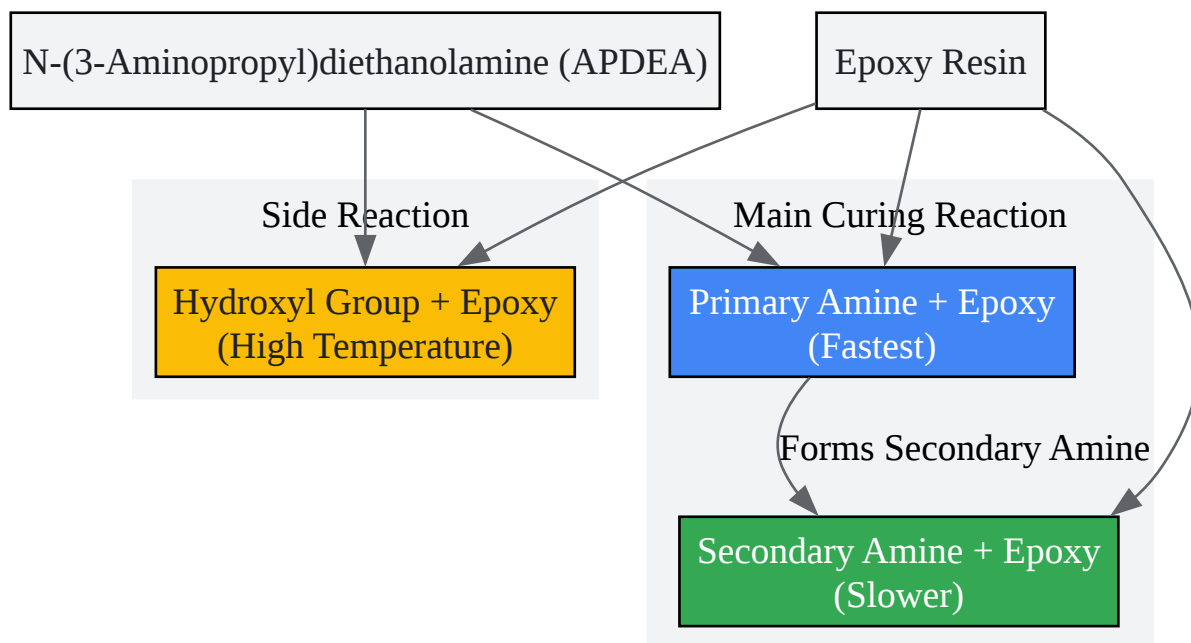 N-(3-Aminopropyl)diethanolamine (APDEA)
Epoxy Resin
Side Reaction
Main Curing Reaction
Hydroxyl Group + Epoxy
(High Temperature)
Primary Amine + Epoxy
(Fastest)
Forms Secondary Amine
Secondary Amine + Epoxy
(Slower)